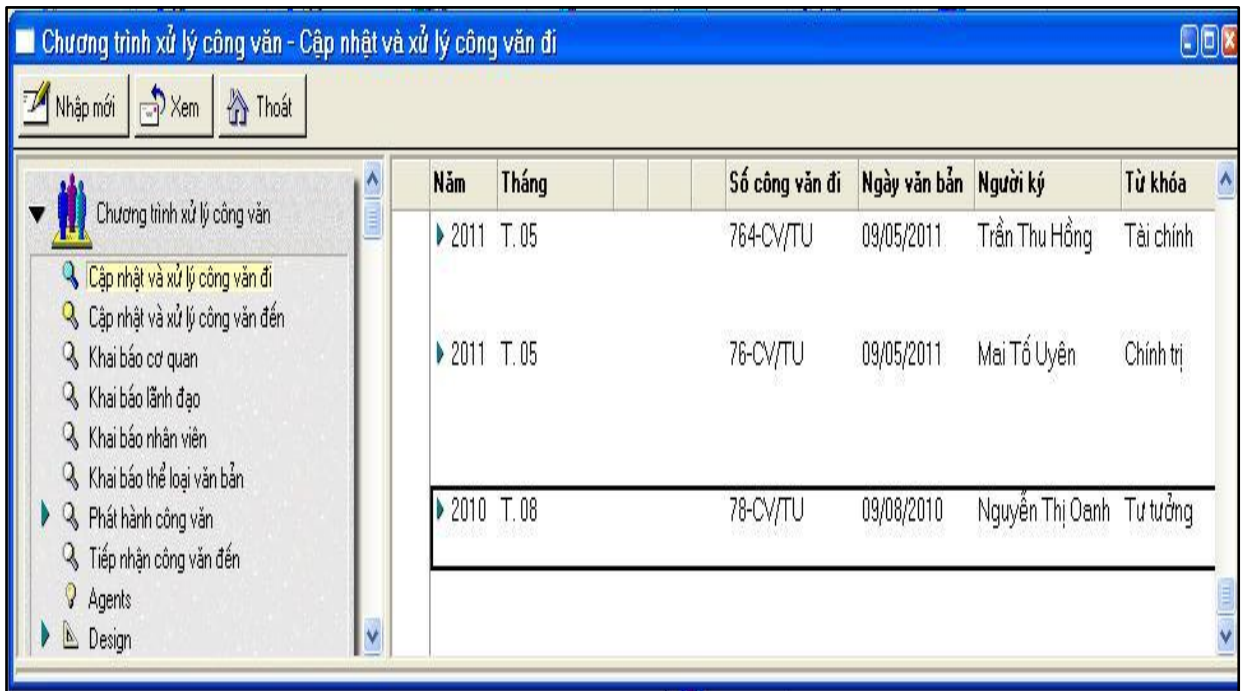 Chương trình xử lý công văn - Cập nhật và xử lý công văn đi
Nhập mới Xem Thoát
Chương trình xử lý công văn
Cập nhật và xử lý công văn đi
Cập nhật và xử lý công văn đến
Khai báo cơ quan
Khai báo lãnh đạo
Khai báo nhân viên
Khai báo thể loại văn bản
Phát hành công văn
Tiếp nhận công văn đến
Agents
Design
Năm Tháng Số công văn đi Ngày văn bản Người ký Từ khóa
2011 T. 05 764-CV/TU 09/05/2011 Trần Thu Hồng Tài chính
2011 T. 05 76-CV/TU 09/05/2011 Mai Tố Uyên Chính trị
2010 T. 08 78-CV/TU 09/08/2010 Nguyễn Thị Oanh Tư tưởng